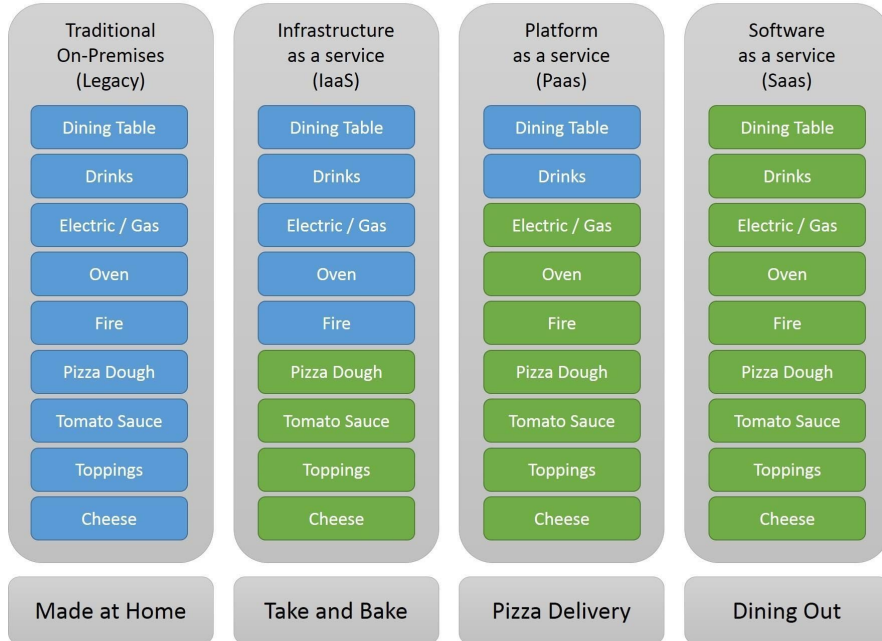 Traditional
On-Premises
(Legacy)
Dining Table
Drinks
Electric / Gas
Oven
Fire
Pizza Dough
Tomato Sauce
Toppings
Cheese
Made at Home
Infrastructure
as a service
(IaaS)
Dining Table
Drinks
Electric / Gas
Oven
Fire
Pizza Dough
Tomato Sauce
Toppings
Cheese
Take and Bake
Platform
as a service
(Paas)
Dining Table
Drinks
Electric / Gas
Oven
Fire
Pizza Dough
Tomato Sauce
Toppings
Cheese
Pizza Delivery
Software
as a service
(Saas)
Dining Table
Drinks
Electric / Gas
Oven
Fire
Pizza Dough
Tomato Sauce
Toppings
Cheese
Dining Out